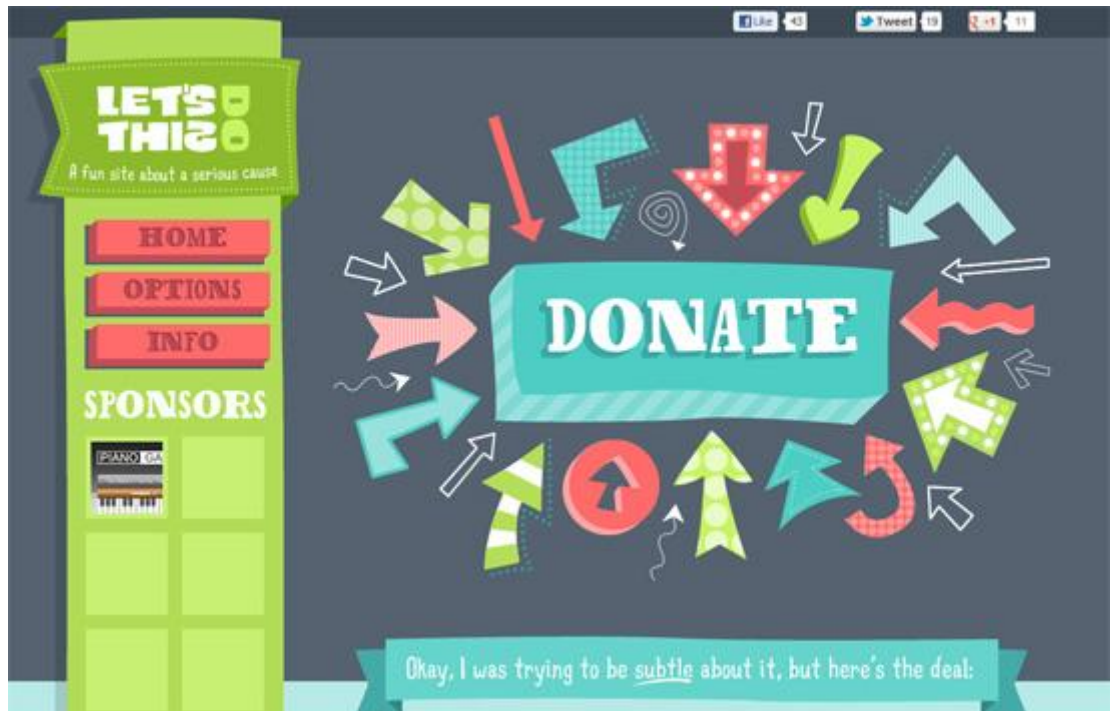 Like 43
Tweet 19
+1 11
LET'S DO
THIS
A fun site about a serious cause
HOME
OPTIONS
INFO
SPONSORS
PIANO GA
DONATE
Okay, I was trying to be subtle about it, but here's the deal: